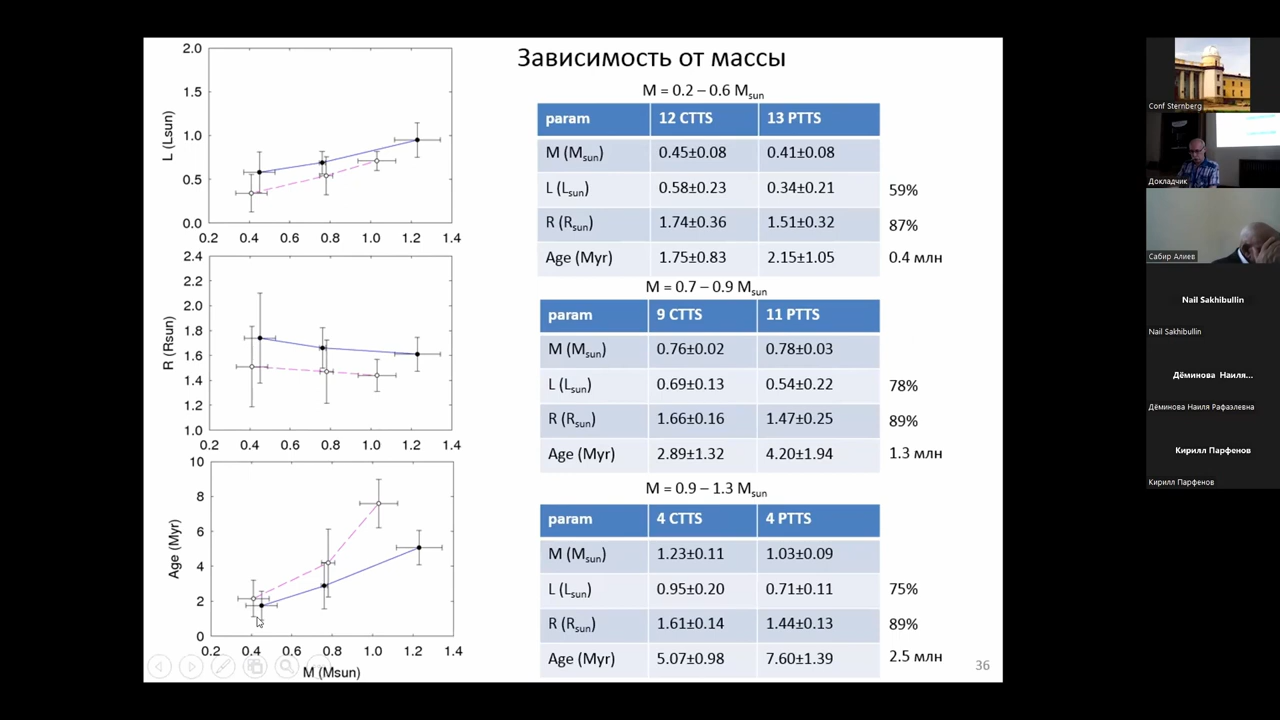 Зависимость от массы
2.0
1.5
1.0
0.5
0.0
L (Lsun)
0.2 0.4 0.6 0.8 1.0 1.2 1.4
2.4
2.2
2.0
1.8
1.6
1.4
1.2
1.0
R (Rsun)
0.2 0.4 0.6 0.8 1.0 1.2 1.4
10
8
6
4
2
0
Age (Myr)
0.2 0.4 0.6 0.8 1.0 1.2 1.4
M (Msun)
M = 0.2 – 0.6 Msun
param 12 CTTS 13 PTTS
M (Msun) 0.45±0.08 0.41±0.08
L (Lsun) 0.58±0.23 0.34±0.21 59%
R (Rsun) 1.74±0.36 1.51±0.32 87%
Age (Myr) 1.75±0.83 2.15±1.05 0.4 млн
M = 0.7 – 0.9 Msun
param 9 CTTS 11 PTTS
M (Msun) 0.76±0.02 0.78±0.03
L (Lsun) 0.69±0.13 0.54±0.22 78%
R (Rsun) 1.66±0.16 1.47±0.25 89%
Age (Myr) 2.89±1.32 4.20±1.94 1.3 млн
M = 0.9 – 1.3 Msun
param 4 CTTS 4 PTTS
M (Msun) 1.23±0.11 1.03±0.09
L (Lsun) 0.95±0.20 0.71±0.11 75%
R (Rsun) 1.61±0.14 1.44±0.13 89%
Age (Myr) 5.07±0.98 7.60±1.39 2.5 млн
36
Conf Sternberg
Докладчик
Сабир Алиев
Nail Sakhibullin
Nail Sakhibullin
Дёминова Наиля...
Дёминова Наиля Рафаэлевна
Кирилл Парфенов
Кирилл Парфенов